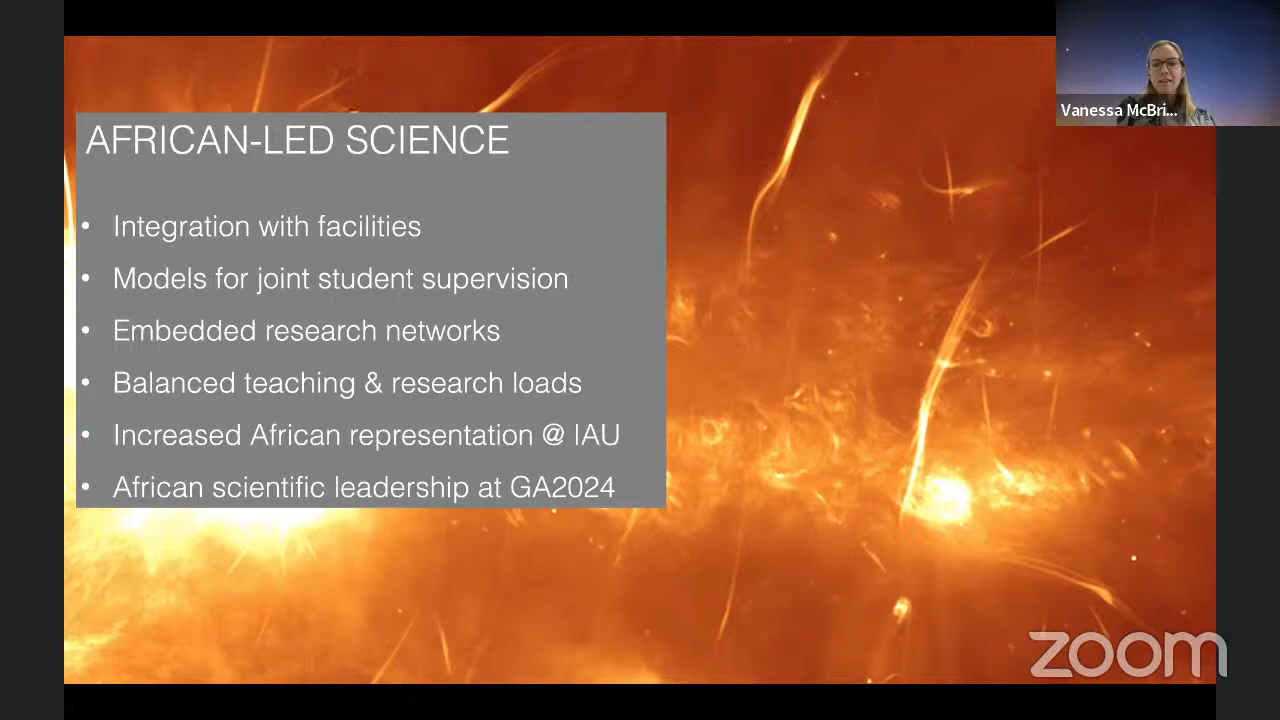 AFRICAN-LED SCIENCE
• Integration with facilities
• Models for joint student supervision
• Embedded research networks
• Balanced teaching & research loads
• Increased African representation @ IAU
• African scientific leadership at GA2024
Vanessa McBri...
zoom